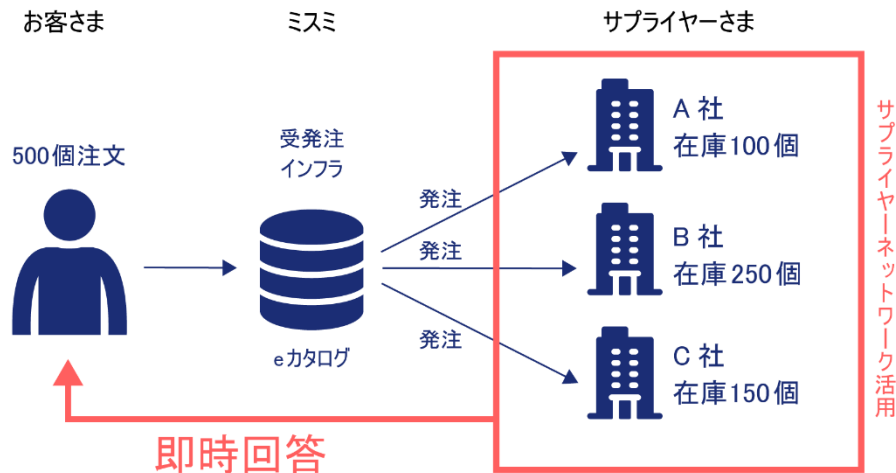 お客さま
ミスミ
サプライヤーさま
500個注文
受発注
インフラ
eカタログ
発注
発注
発注
A 社
在庫100個
B 社
在庫250個
C 社
在庫150個
サプライヤーネットワーク活用
即時回答